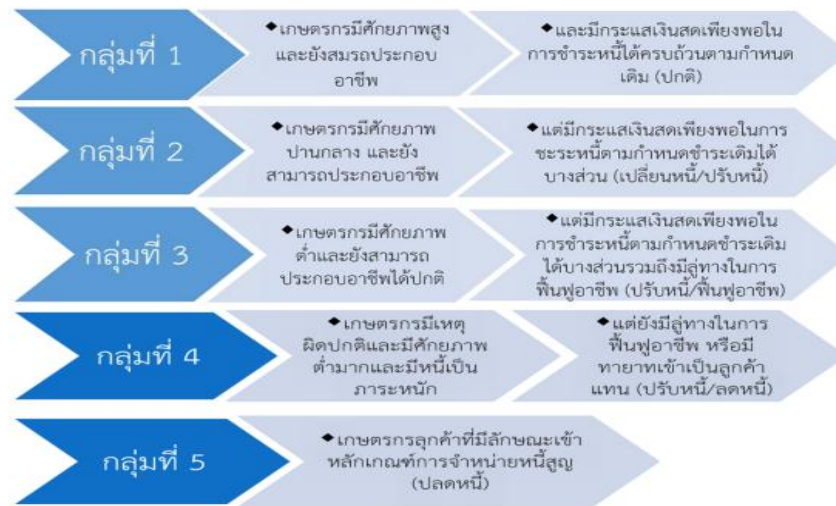 กลุ่มที่ 1
◆เกษตรกรมีศักยภาพสูง
และยังสมรถประกอบ
อาชีพ
◆และมีกระแสเงินสดเพียงพอใน
การชำระหนี้ได้ครบถ้วนตามกำหนด
เดิม (ปกติ)
กลุ่มที่ 2
◆เกษตรกรมีศักยภาพ
ปานกลาง และยัง
สามารถประกอบอาชีพ
◆แต่มีกระแสเงินสดเพียงพอในการ
ชะระหนี้ตามกำหนดชำระเดิมได้
บางส่วน (เปลี่ยนหนี้/ปรับหนี้)
กลุ่มที่ 3
◆เกษตรกรมีศักยภาพ
ต่ำและยังสามารถ
ประกอบอาชีพได้ปกติ
◆แต่มีกระแสเงินสดเพียงพอใน
การชำระหนี้ตามกำหนดชำระเดิม
ได้บางส่วนรวมถึงมีลู่ทางในการ
ฟื้นฟูอาชีพ (ปรับหนี้/ฟื้นฟูอาชีพ)
กลุ่มที่ 4
◆เกษตรกรมีเหตุ
ผิดปกติและมีศักยภาพ
ต่ำมากและมีหนี้เป็น
ภาระหนัก
◆แต่ยังมีลู่ทางในการ
ฟื้นฟูอาชีพ หรือมี
ทายาทเข้าเป็นลูกค้า
แทน (ปรับหนี้/ลดหนี้)
กลุ่มที่ 5
◆เกษตรกรลูกค้าที่มีลักษณะเข้า
หลักเกณฑ์การจำหน่ายหนี้สูญ
(ปลดหนี้)